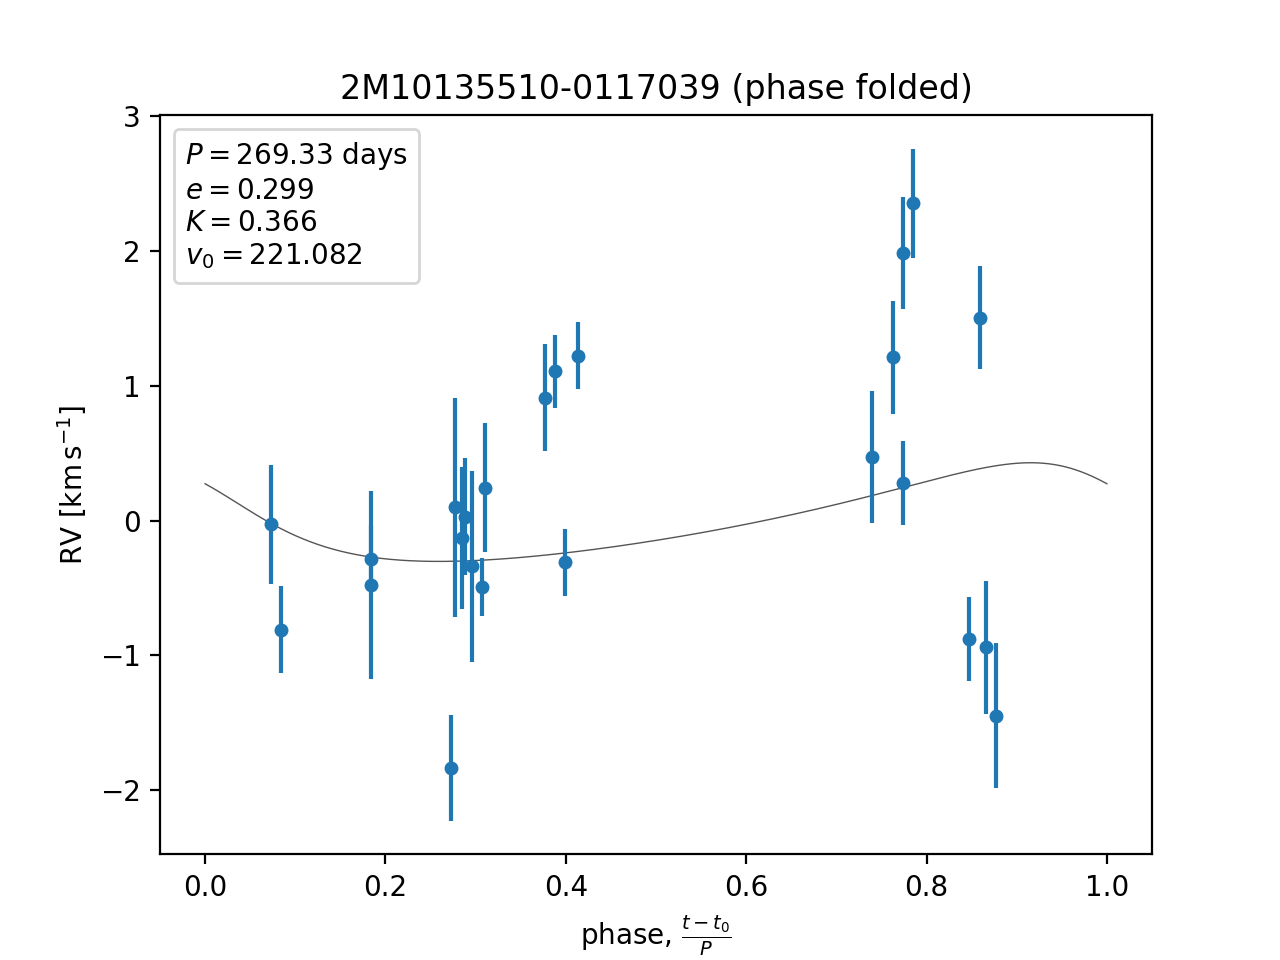 2M10135510-0117039 (phase folded)
P = 269.33 days
e = 0.299
K = 0.366
v₀ = 221.082
3
2
1
0
−1
−2
RV [km s⁻¹]
0.0 0.2 0.4 0.6 0.8 1.0
phase, (t − t₀)/P